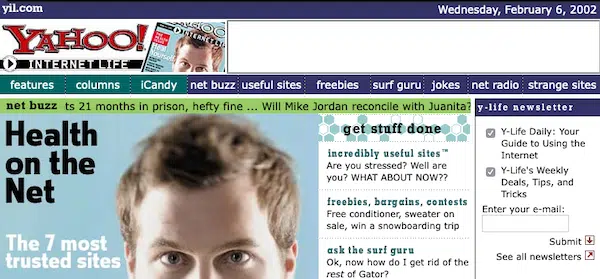 yil.com
Wednesday, February 6, 2002
YAHOO!
INTERNET LIFE
features columns iCandy net buzz useful sites freebies surf guru jokes net radio strange sites
net buzz ts 21 months in prison, hefty fine ... Will Mike Jordan reconcile with Juanita?
Health
on the
Net
The 7 most
trusted sites
get stuff done
incredibly useful sites™
Are you stressed? Well are
you? WHAT ABOUT NOW??
freebies, bargains, contests
Free conditioner, sweater on
sale, win a snowboarding trip
ask the surf guru
Ok, now how do I get rid of the
rest of Gator?
y-life newsletter
Y-Life Daily: Your
Guide to Using the
Internet
Y-Life's Weekly
Deals, Tips, and
Tricks
Enter your e-mail:
Submit
See all newsletters